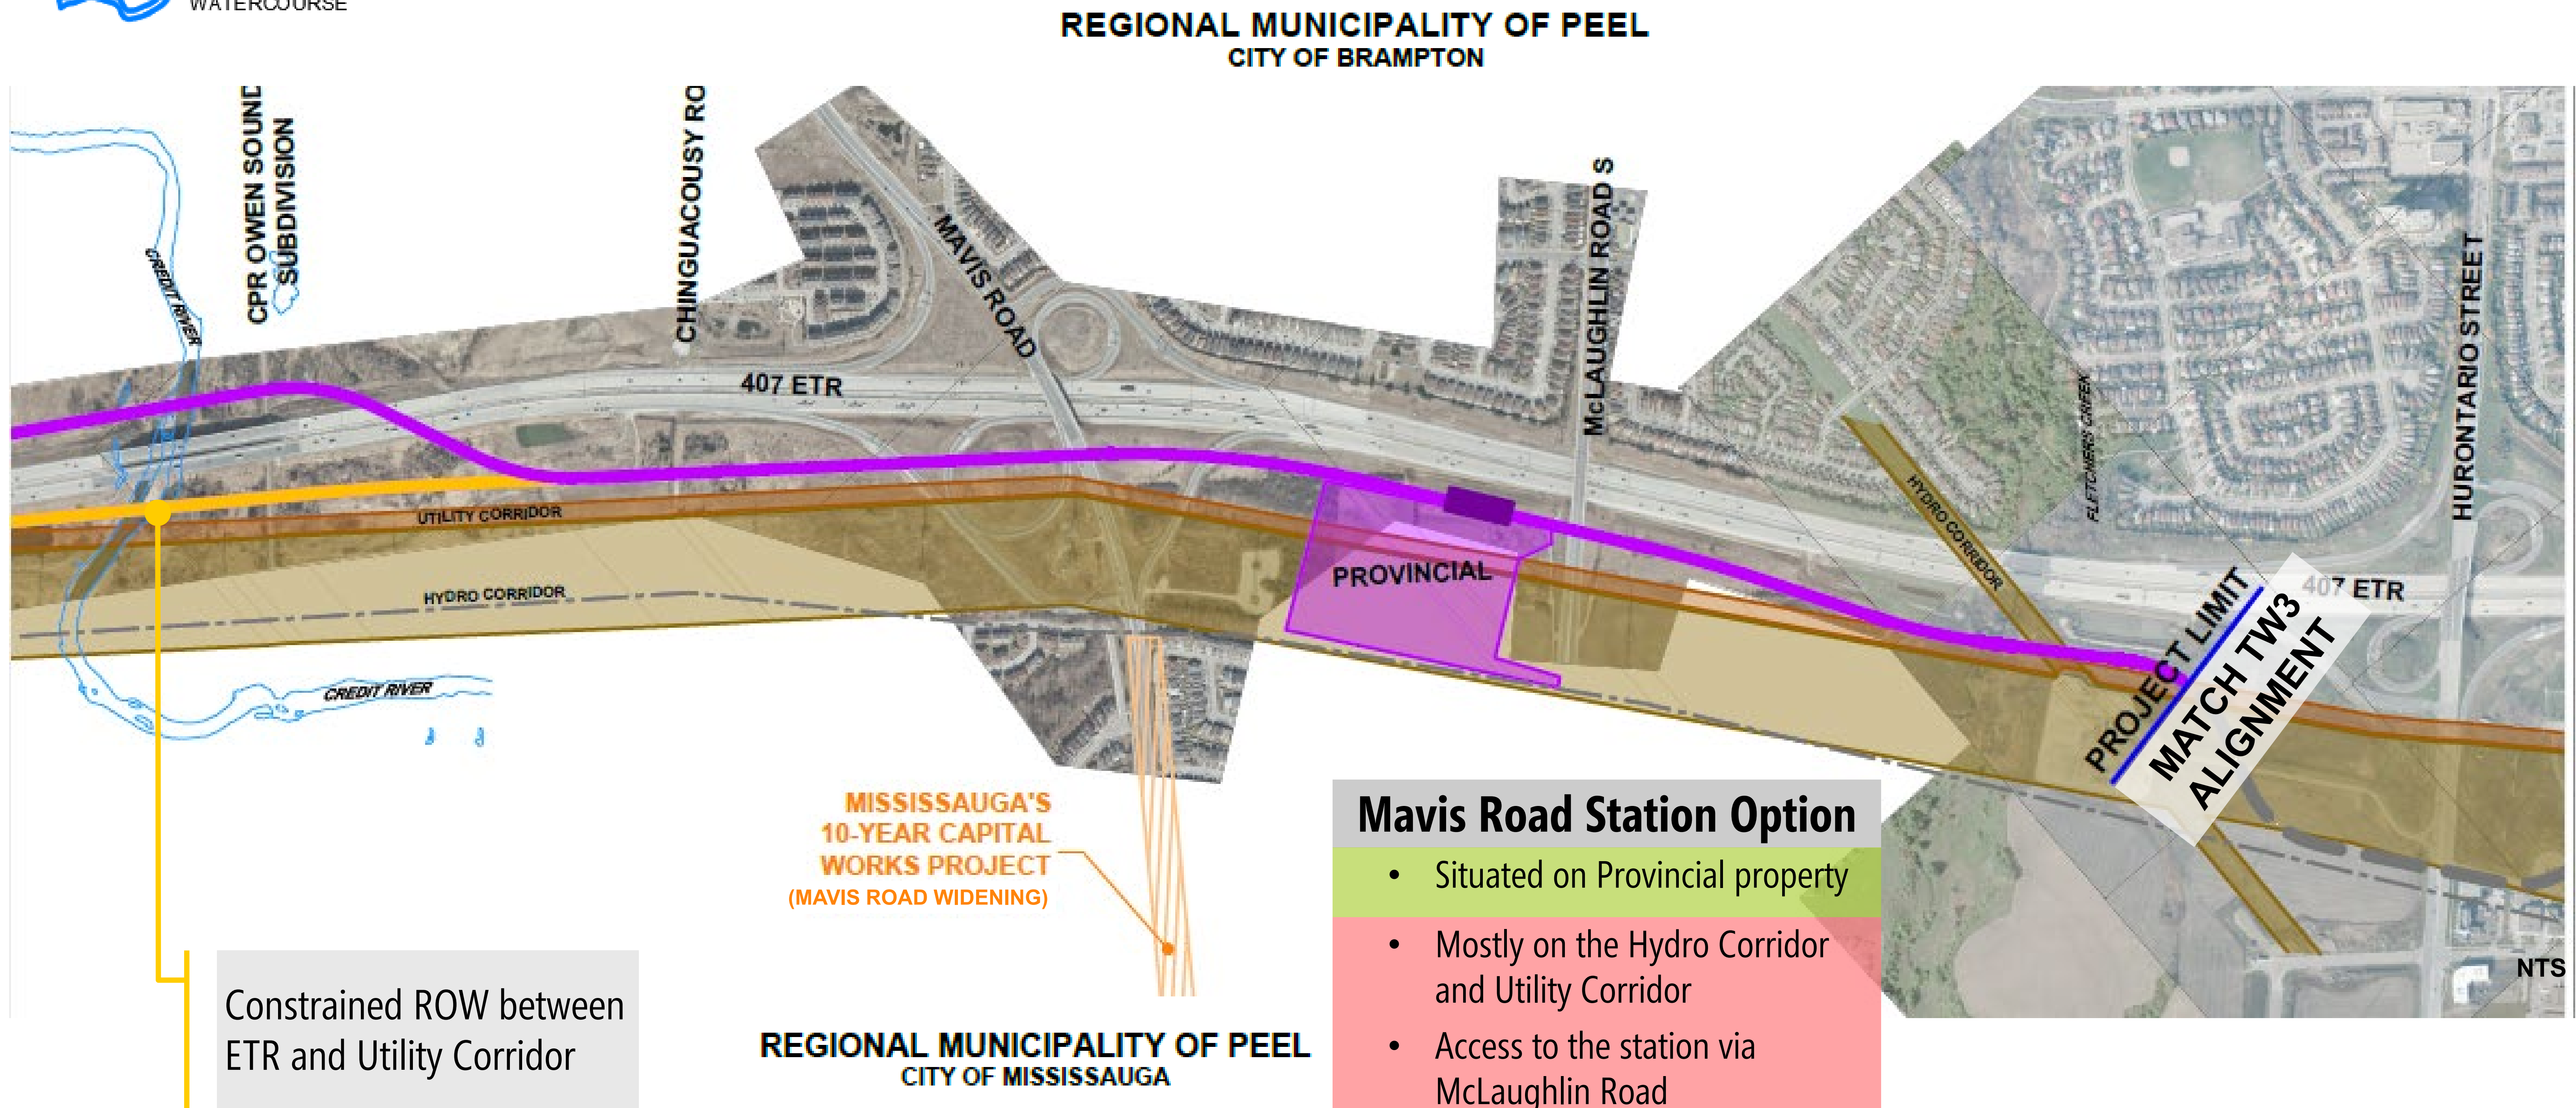 WATERCOURSE
REGIONAL MUNICIPALITY OF PEEL
CITY OF BRAMPTON
CPR OWEN SOUND
SUBDIVISION
CHINGUACOUSY RO
CREDIT RIVER
MAVIS ROAD
McLAUGHLIN ROAD S
FLETCHERS CREEK
HURONTARIO STREET
407 ETR
HYDRO CORRIDOR
UTILITY CORRIDOR
PROVINCIAL
407 ETR
HYDRO CORRIDOR
PROJECT LIMIT
MATCH TW3
ALIGNMENT
CREDIT RIVER
MISSISSAUGA'S
10-YEAR CAPITAL
WORKS PROJECT
(MAVIS ROAD WIDENING)
Mavis Road Station Option
• Situated on Provincial property
• Mostly on the Hydro Corridor
and Utility Corridor
• Access to the station via
McLaughlin Road
NTS
Constrained ROW between
ETR and Utility Corridor
REGIONAL MUNICIPALITY OF PEEL
CITY OF MISSISSAUGA